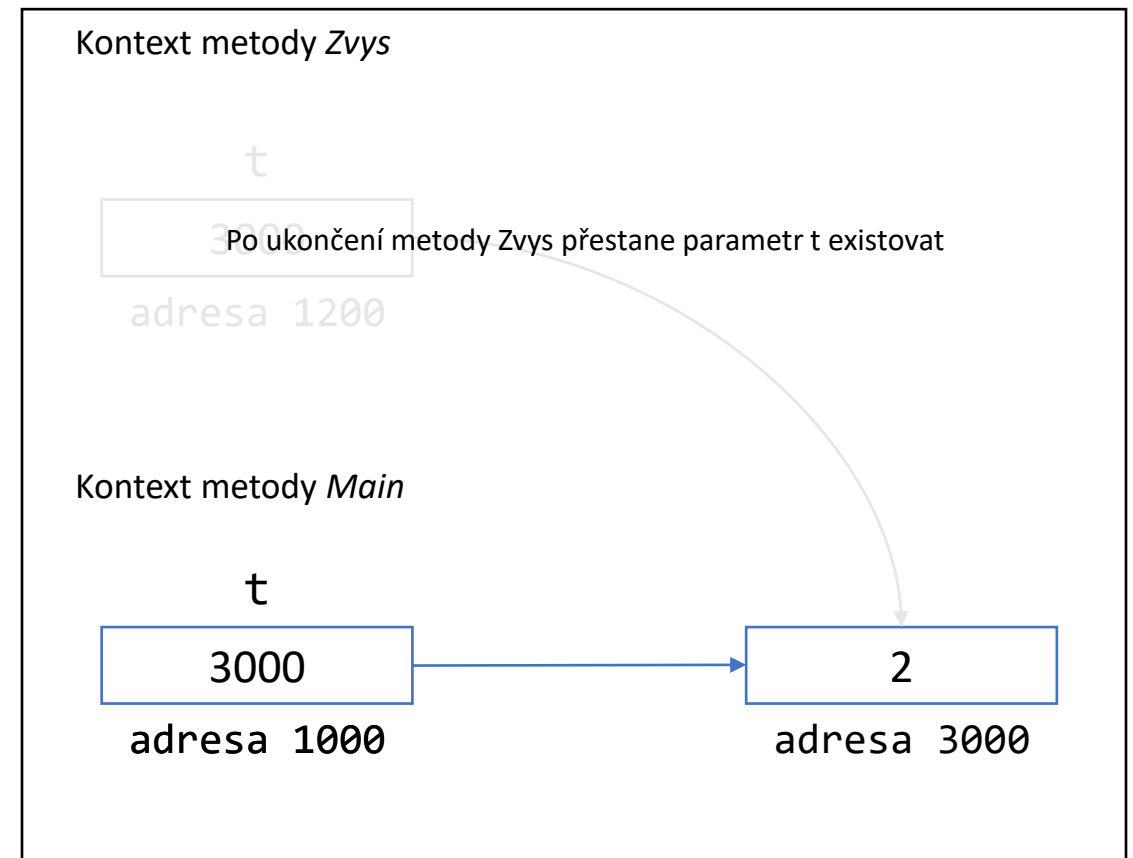 Kontext metody Zvys
t
3000
Po ukončení metody Zvys přestane parametr t existovat
adresa 1200
Kontext metody Main
t
3000
2
adresa 1000
adresa 3000